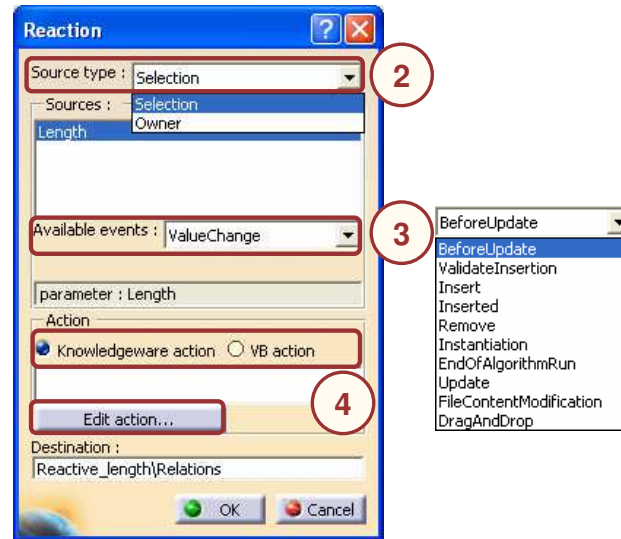 Reaction
Source type : Selection
2
Sources :
Selection
Owner
Length
Available events : ValueChange
3
parameter : Length
Action
Knowledgeware action VB action
4
Edit action...
Destination :
Reactive_length\Relations
OK Cancel
BeforeUpdate
BeforeUpdate
ValidateInsertion
Insert
Inserted
Remove
Instantiation
EndOfAlgorithmRun
Update
FileContentModification
DragAndDrop